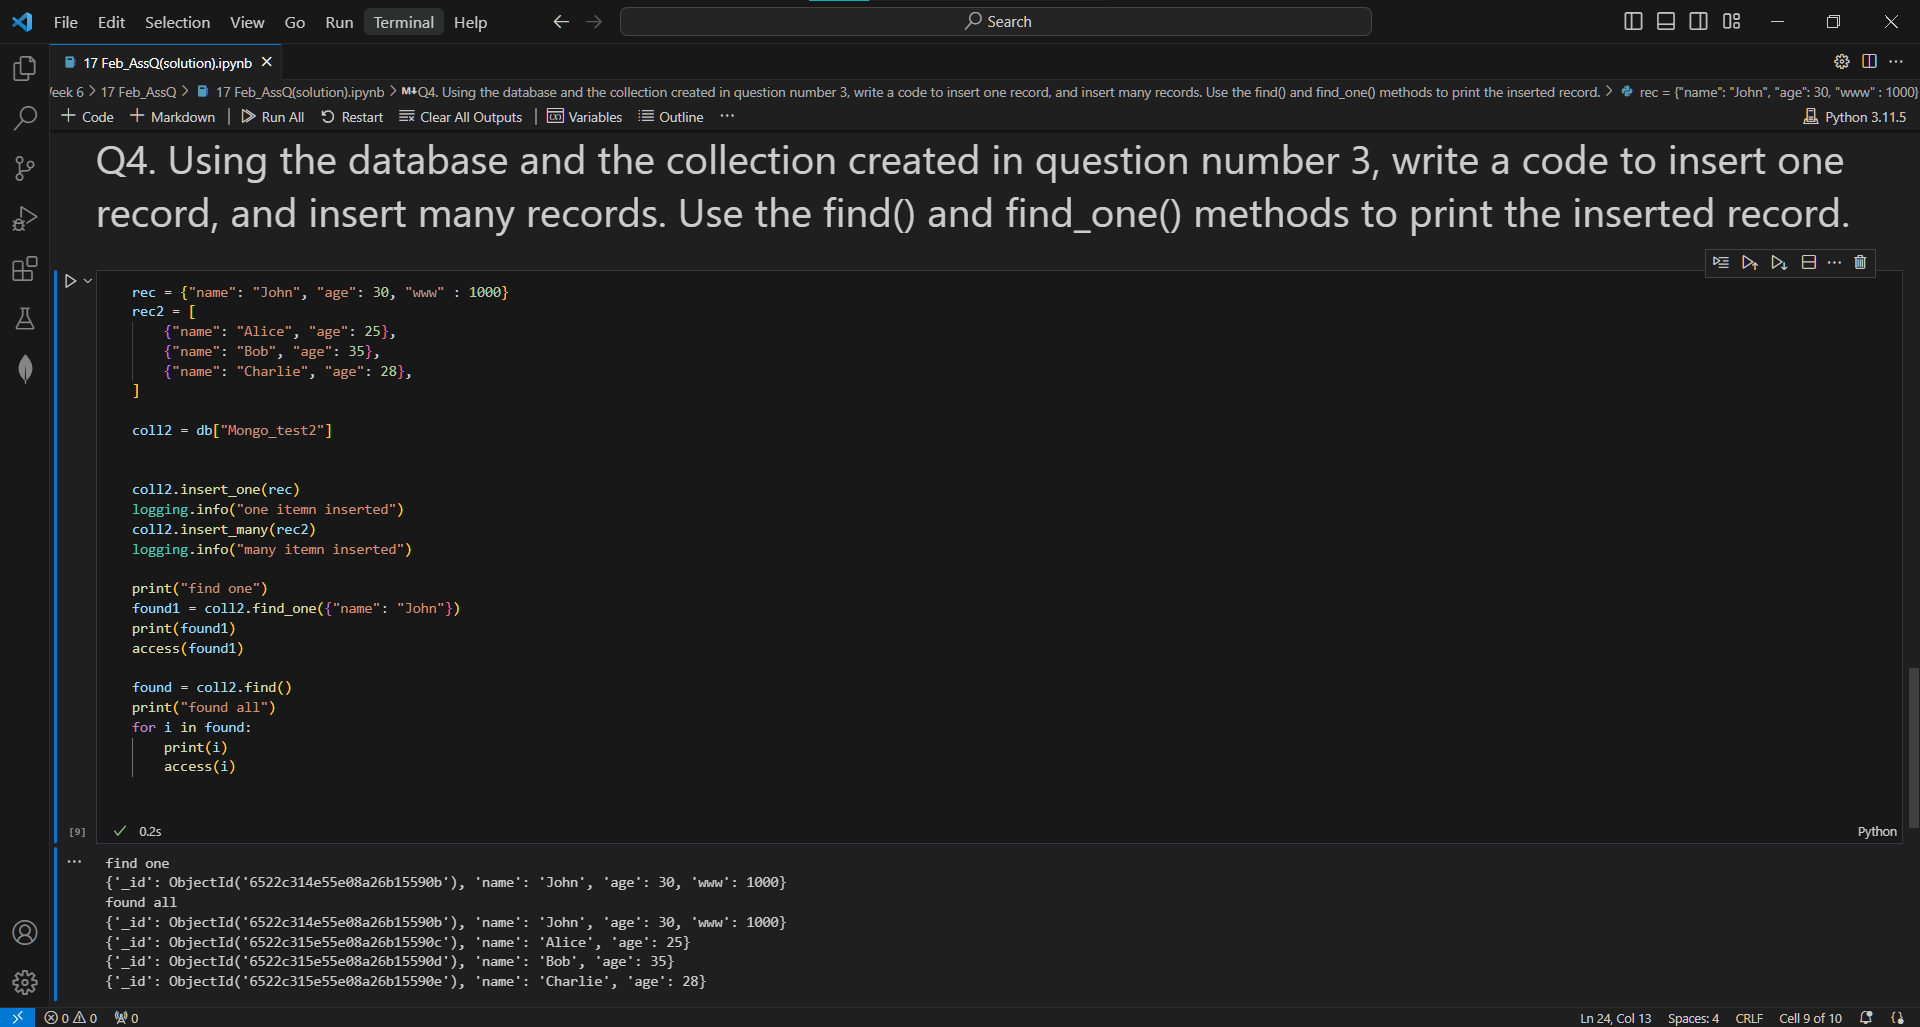 File Edit Selection View Go Run Terminal Help Search
17 Feb_AssQ(solution).ipynb
eek 6 > 17 Feb_AssQ > 17 Feb_AssQ(solution).ipynb > M↓Q4. Using the database and the collection created in question number 3, write a code to insert one record, and insert many records. Use the find() and find_one() methods to print the inserted record. > rec = {"name": "John", "age": 30, "www" : 1000}
Code Markdown Run All Restart Clear All Outputs Variables Outline ··· Python 3.11.5
Q4. Using the database and the collection created in question number 3, write a code to insert one
record, and insert many records. Use the find() and find_one() methods to print the inserted record.
rec = {"name": "John", "age": 30, "www" : 1000}
rec2 = [
    {"name": "Alice", "age": 25},
    {"name": "Bob", "age": 35},
    {"name": "Charlie", "age": 28},
]
coll2 = db["Mongo_test2"]
coll2.insert_one(rec)
logging.info("one itemn inserted")
coll2.insert_many(rec2)
logging.info("many itemn inserted")
print("find one")
found1 = coll2.find_one({"name": "John"})
print(found1)
access(found1)
found = coll2.find()
print("found all")
for i in found:
    print(i)
    access(i)
[9] 0.2s Python
find one
{'_id': ObjectId('6522c314e55e08a26b15590b'), 'name': 'John', 'age': 30, 'www': 1000}
found all
{'_id': ObjectId('6522c314e55e08a26b15590b'), 'name': 'John', 'age': 30, 'www': 1000}
{'_id': ObjectId('6522c315e55e08a26b15590c'), 'name': 'Alice', 'age': 25}
{'_id': ObjectId('6522c315e55e08a26b15590d'), 'name': 'Bob', 'age': 35}
{'_id': ObjectId('6522c315e55e08a26b15590e'), 'name': 'Charlie', 'age': 28}
0 0 0 Ln 24, Col 13 Spaces: 4 CRLF Cell 9 of 10